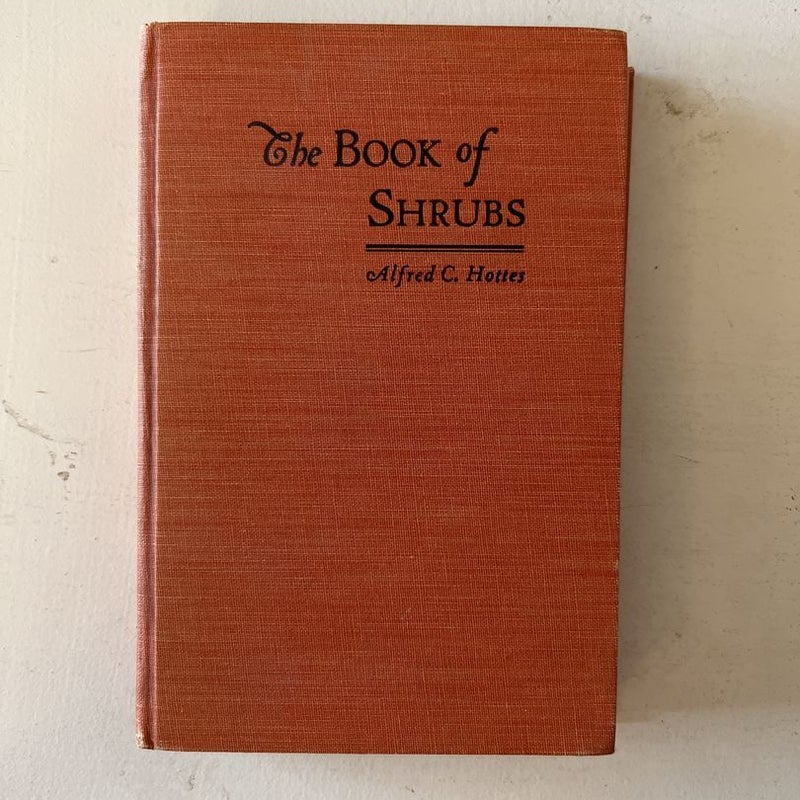 The BOOK of
SHRUBS
Alfred C. Hottes